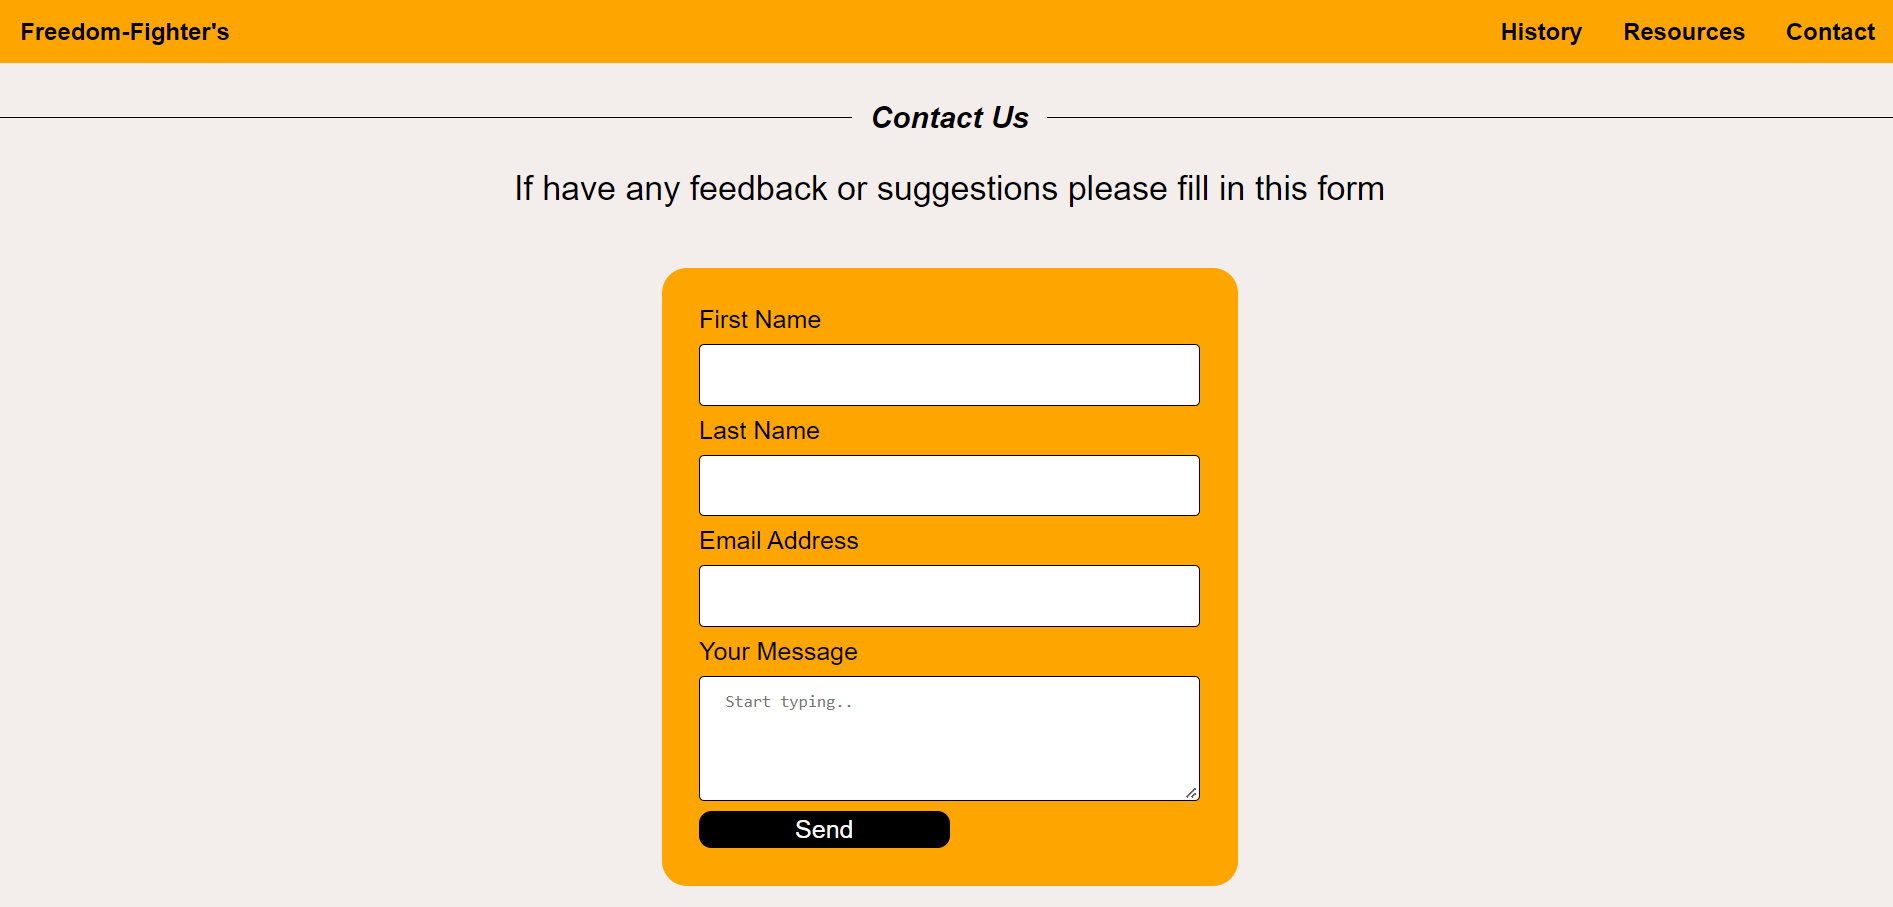 Freedom-Fighter's History Resources Contact
Contact Us
If have any feedback or suggestions please fill in this form
First Name
Last Name
Email Address
Your Message
Start typing..
Send